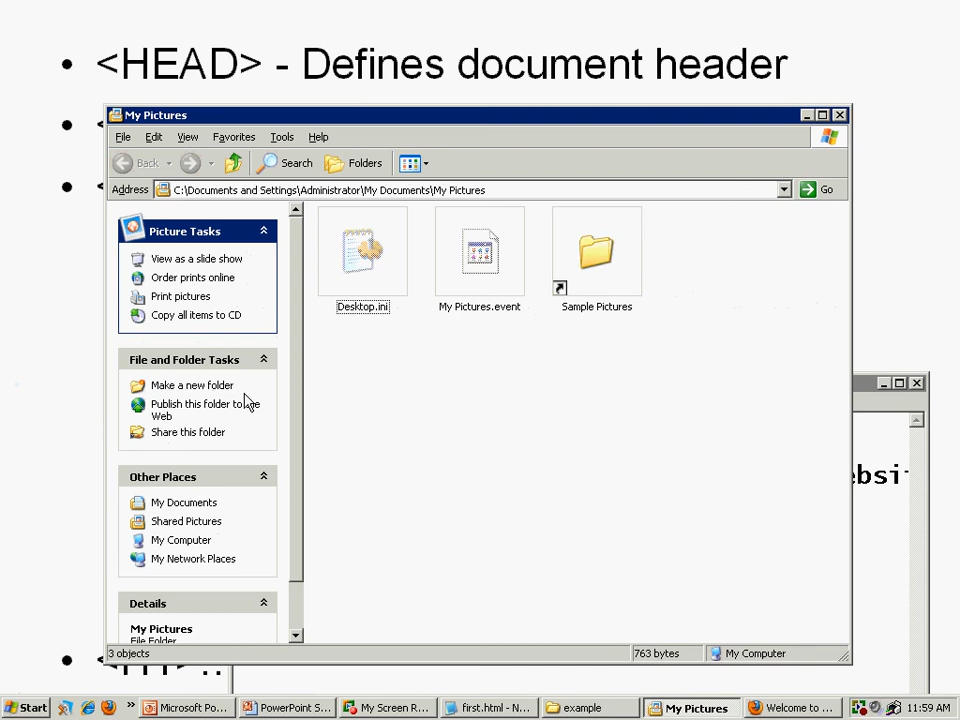 • <HEAD> - Defines document header
My Pictures
File Edit View Favorites Tools Help
Back Search Folders
Address C:\Documents and Settings\Administrator\My Documents\My Pictures Go
Picture Tasks
View as a slide show
Order prints online
Print pictures
Copy all items to CD
Desktop.ini My Pictures.event Sample Pictures
File and Folder Tasks
Make a new folder
Publish this folder to the
Web
Share this folder
Other Places
My Documents
Shared Pictures
My Computer
My Network Places
Details
My Pictures
File Folder
3 objects 763 bytes My Computer
Start » Microsoft Po... PowerPoint S... My Screen R... first.html - N... example My Pictures Welcome to ... 11:59 AM